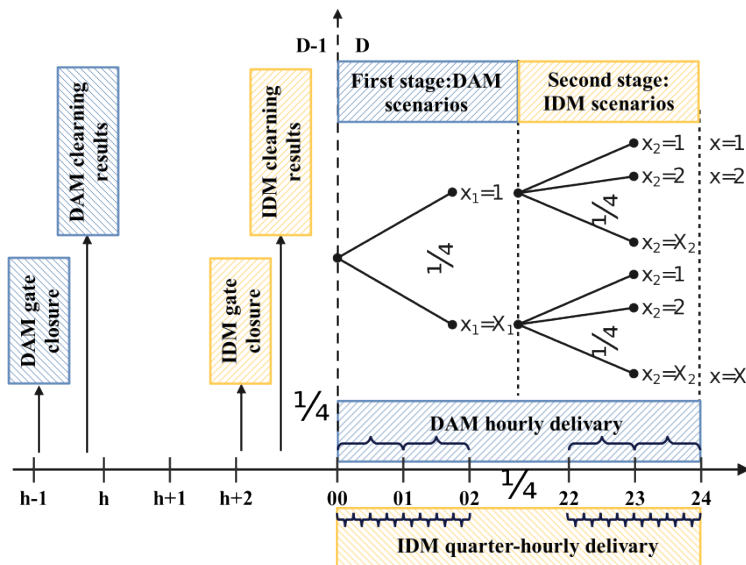 D-1 D
First stage:DAM
scenarios
Second stage:
IDM scenarios
DAM clearning
results
IDM clearning
results
DAM gate
closure
IDM gate
closure
x₁=1
x₁=X₁
¼
x₂=1
x₂=2
¼
x₂=X₂
x₂=1
x₂=2
¼
x₂=X₂
x=1
x=2
x=X
¼
DAM hourly delivary
h-1 h h+1 h+2 00 01 02 ¼ 22 23 24
IDM quarter-hourly delivary